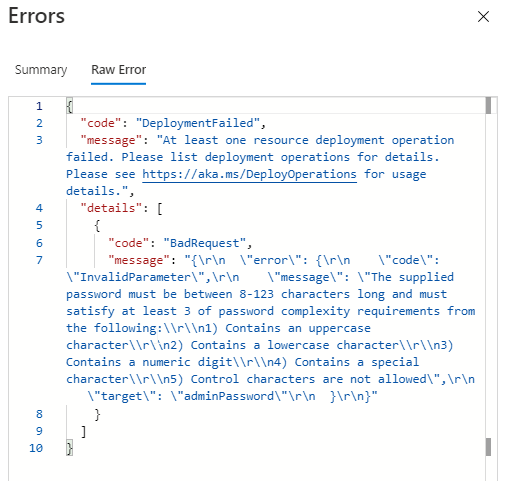 Errors
Summary Raw Error
1 {
2 "code": "DeploymentFailed",
3 "message": "At least one resource deployment operation
failed. Please list deployment operations for details.
Please see https://aka.ms/DeployOperations for usage
details.",
4 "details": [
5 {
6 "code": "BadRequest",
7 "message": "{\r\n  \"error\": {\r\n    \"code\":
\"InvalidParameter\",\r\n    \"message\": \"The supplied
password must be between 8-123 characters long and must
satisfy at least 3 of password complexity requirements from
the following:\\r\\n1) Contains an uppercase
character\\r\\n2) Contains a lowercase character\\r\\n3)
Contains a numeric digit\\r\\n4) Contains a special
character\\r\\n5) Control characters are not allowed\",\r\n
\"target\": \"adminPassword\"\r\n  }\r\n}"
8 }
9 ]
10 }